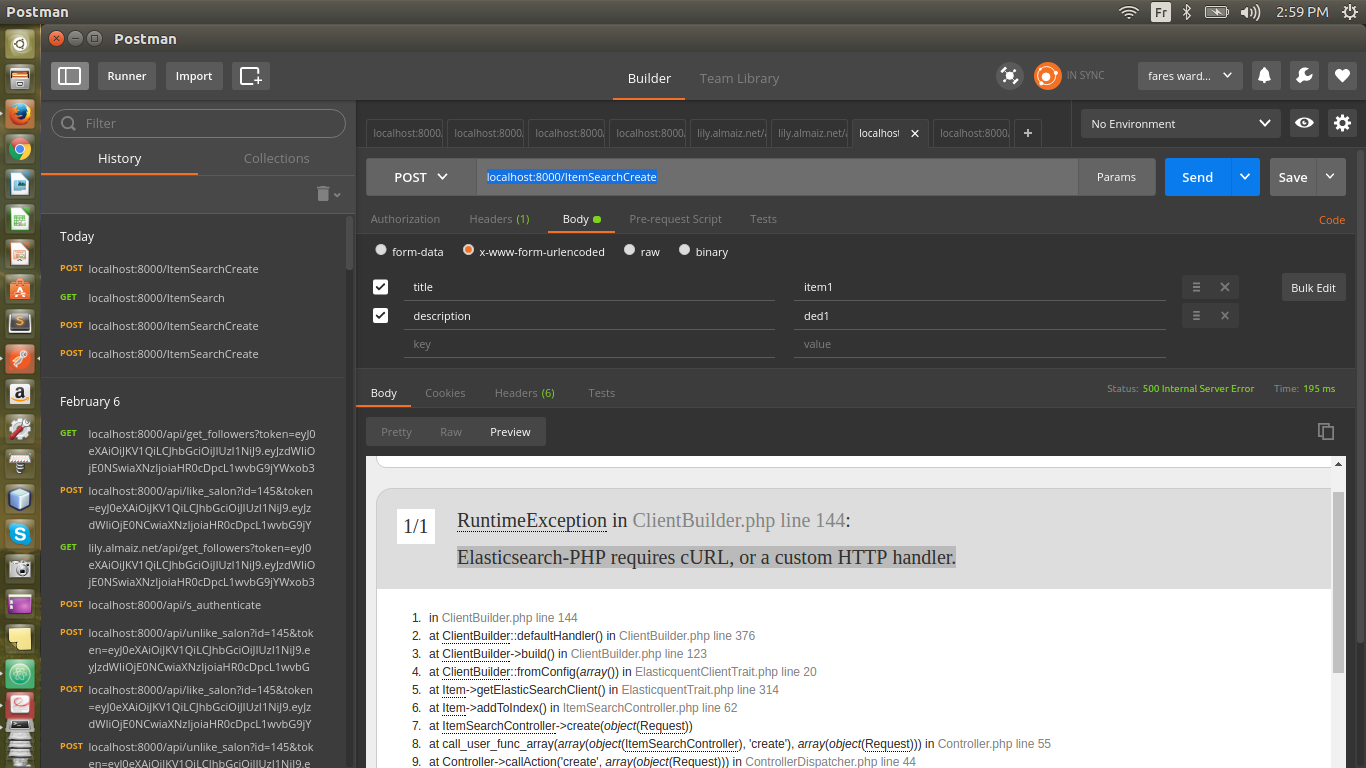 Postman
Fr
2:59 PM
Postman
Runner
Import
Builder
Team Library
IN SYNC
fares ward...
Filter
History
Collections
localhost:8000,
localhost:8000,
localhost:8000,
localhost:8000,
lily.almaiz.net/
lily.almaiz.net/
localhost
localhost:8000,
No Environment
POST
localhost:8000/ItemSearchCreate
Params
Send
Save
Authorization
Headers (1)
Body
Pre-request Script
Tests
Code
form-data
x-www-form-urlencoded
raw
binary
title
item1
Bulk Edit
description
ded1
key
value
Today
POST localhost:8000/ItemSearchCreate
GET localhost:8000/ItemSearch
POST localhost:8000/ItemSearchCreate
POST localhost:8000/ItemSearchCreate
February 6
GET localhost:8000/api/get_followers?token=eyJ0
POST localhost:8000/api/like_salon?id=145&token
GET lily.almaiz.net/api/get_followers?token=eyJ0
POST localhost:8000/api/s_authenticate
POST localhost:8000/api/unlike_salon?id=145&tok
POST localhost:8000/api/like_salon?id=145&token
POST localhost:8000/api/unlike_salon?id=145&tok
Body
Cookies
Headers (6)
Tests
Status: 500 Internal Server Error
Time: 195 ms
Pretty
Raw
Preview
1/1
RuntimeException in ClientBuilder.php line 144:
Elasticsearch-PHP requires cURL, or a custom HTTP handler.
1. in ClientBuilder.php line 144
2. at ClientBuilder::defaultHandler() in ClientBuilder.php line 376
3. at ClientBuilder->build() in ClientBuilder.php line 123
4. at ClientBuilder::fromConfig(array()) in ElasticquentClientTrait.php line 20
5. at Item->getElasticSearchClient() in ElasticquentTrait.php line 314
6. at Item->addToIndex() in ItemSearchController.php line 62
7. at ItemSearchController->create(object(Request))
8. at call_user_func_array(array(object(ItemSearchController), 'create'), array(object(Request))) in Controller.php line 55
9. at Controller->callAction('create', array(object(Request))) in ControllerDispatcher.php line 44